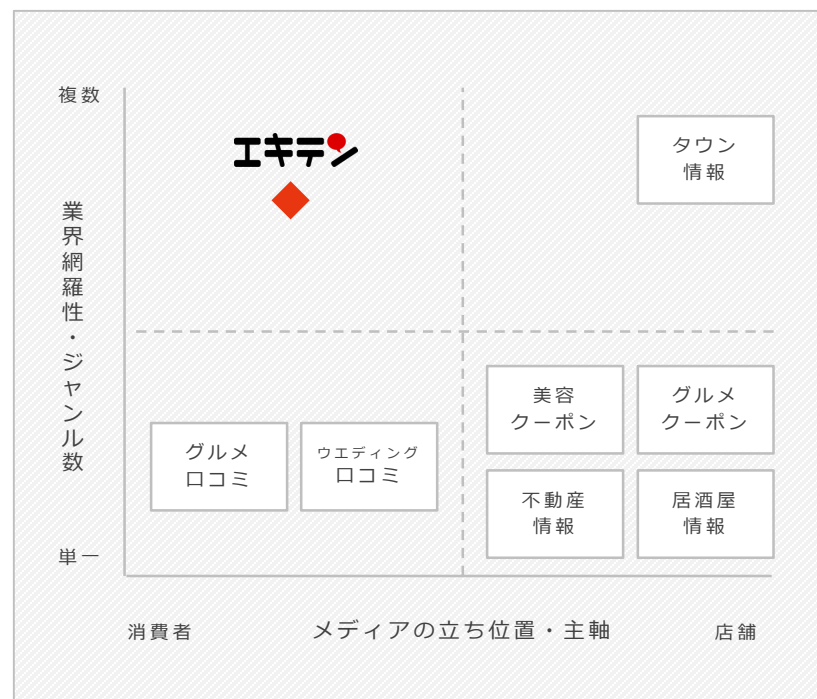 複数
エキテン
タウン
情報
業界網羅性・ジャンル数
美容
クーポン
グルメ
クーポン
グルメ
口コミ
ウエディング
口コミ
不動産
情報
居酒屋
情報
単一
消費者
メディアの立ち位置・主軸
店舗